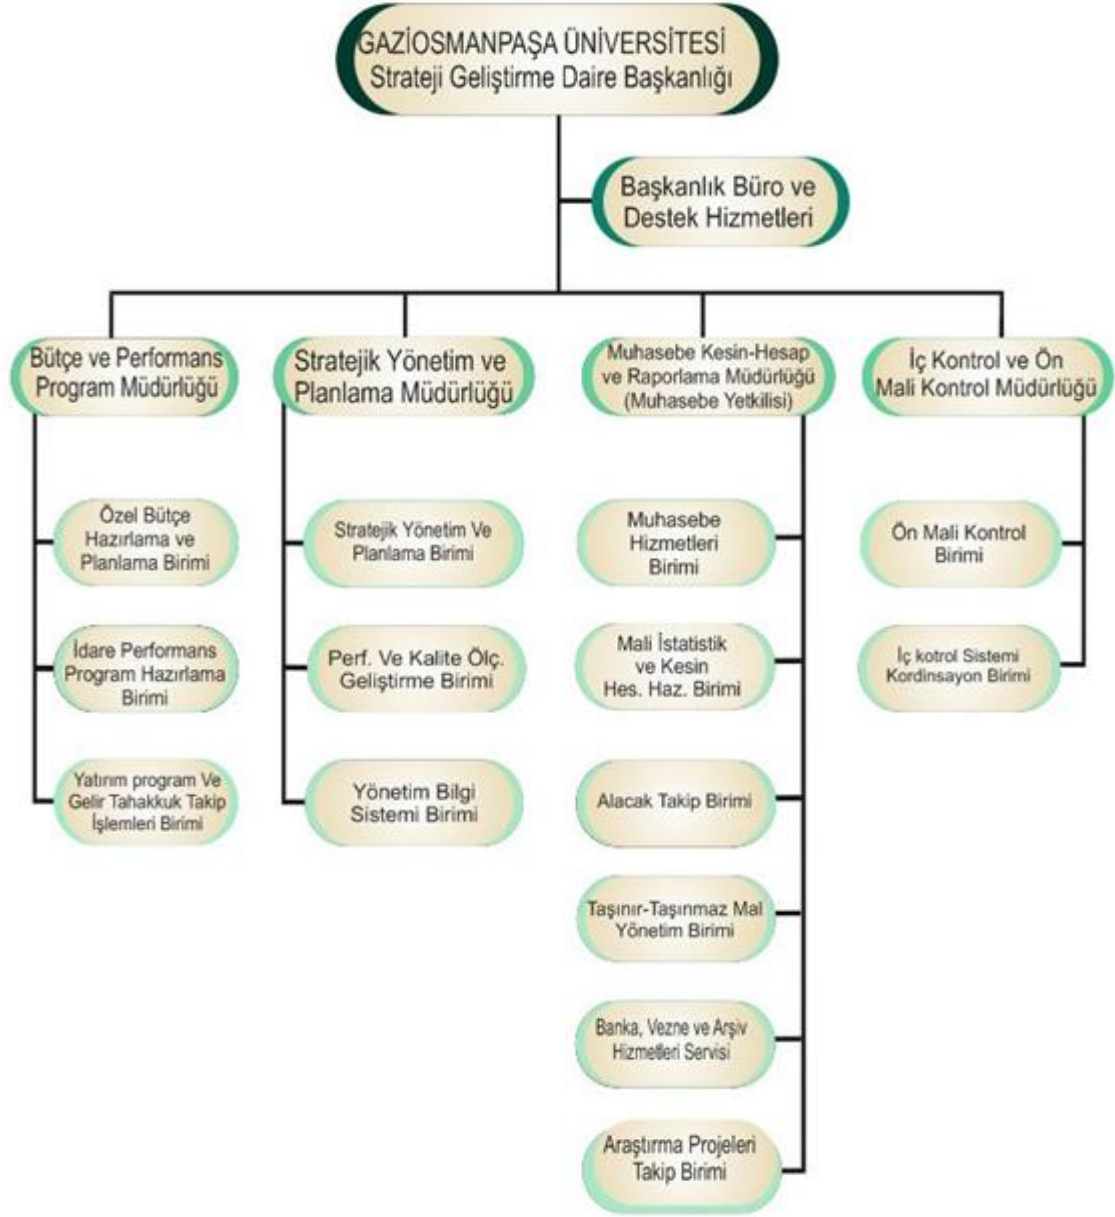 GAZİOSMANPAŞA ÜNİVERSİTESİ
Strateji Geliştirme Daire Başkanlığı
Başkanlık Büro ve
Destek Hizmetleri
Bütçe ve Performans
Program Müdürlüğü
Özel Bütçe
Hazırlama ve
Planlama Birimi
İdare Performans
Program Hazırlama
Birimi
Yatırım program Ve
Gelir Tahakkuk Takip
İşlemleri Birimi
Stratejik Yönetim ve
Planlama Müdürlüğü
Stratejik Yönetim Ve
Planlama Birimi
Perf. Ve Kalite Ölç.
Geliştirme Birimi
Yönetim Bilgi
Sistemi Birimi
Muhasebe Kesin-Hesap
ve Raporlama Müdürlüğü
(Muhasebe Yetkilisi)
Muhasebe
Hizmetleri
Birimi
Mali İstatistik
ve Kesin
Hes. Haz. Birimi
Alacak Takip Birimi
Taşınır-Taşınmaz Mal
Yönetim Birimi
Banka, Vezne ve Arşiv
Hizmetleri Servisi
Araştırma Projeleri
Takip Birimi
İç Kontrol ve Ön
Mali Kontrol Müdürlüğü
Ön Mali Kontrol
Birimi
İç kotrol Sistemi
Kordinsayon Birimi